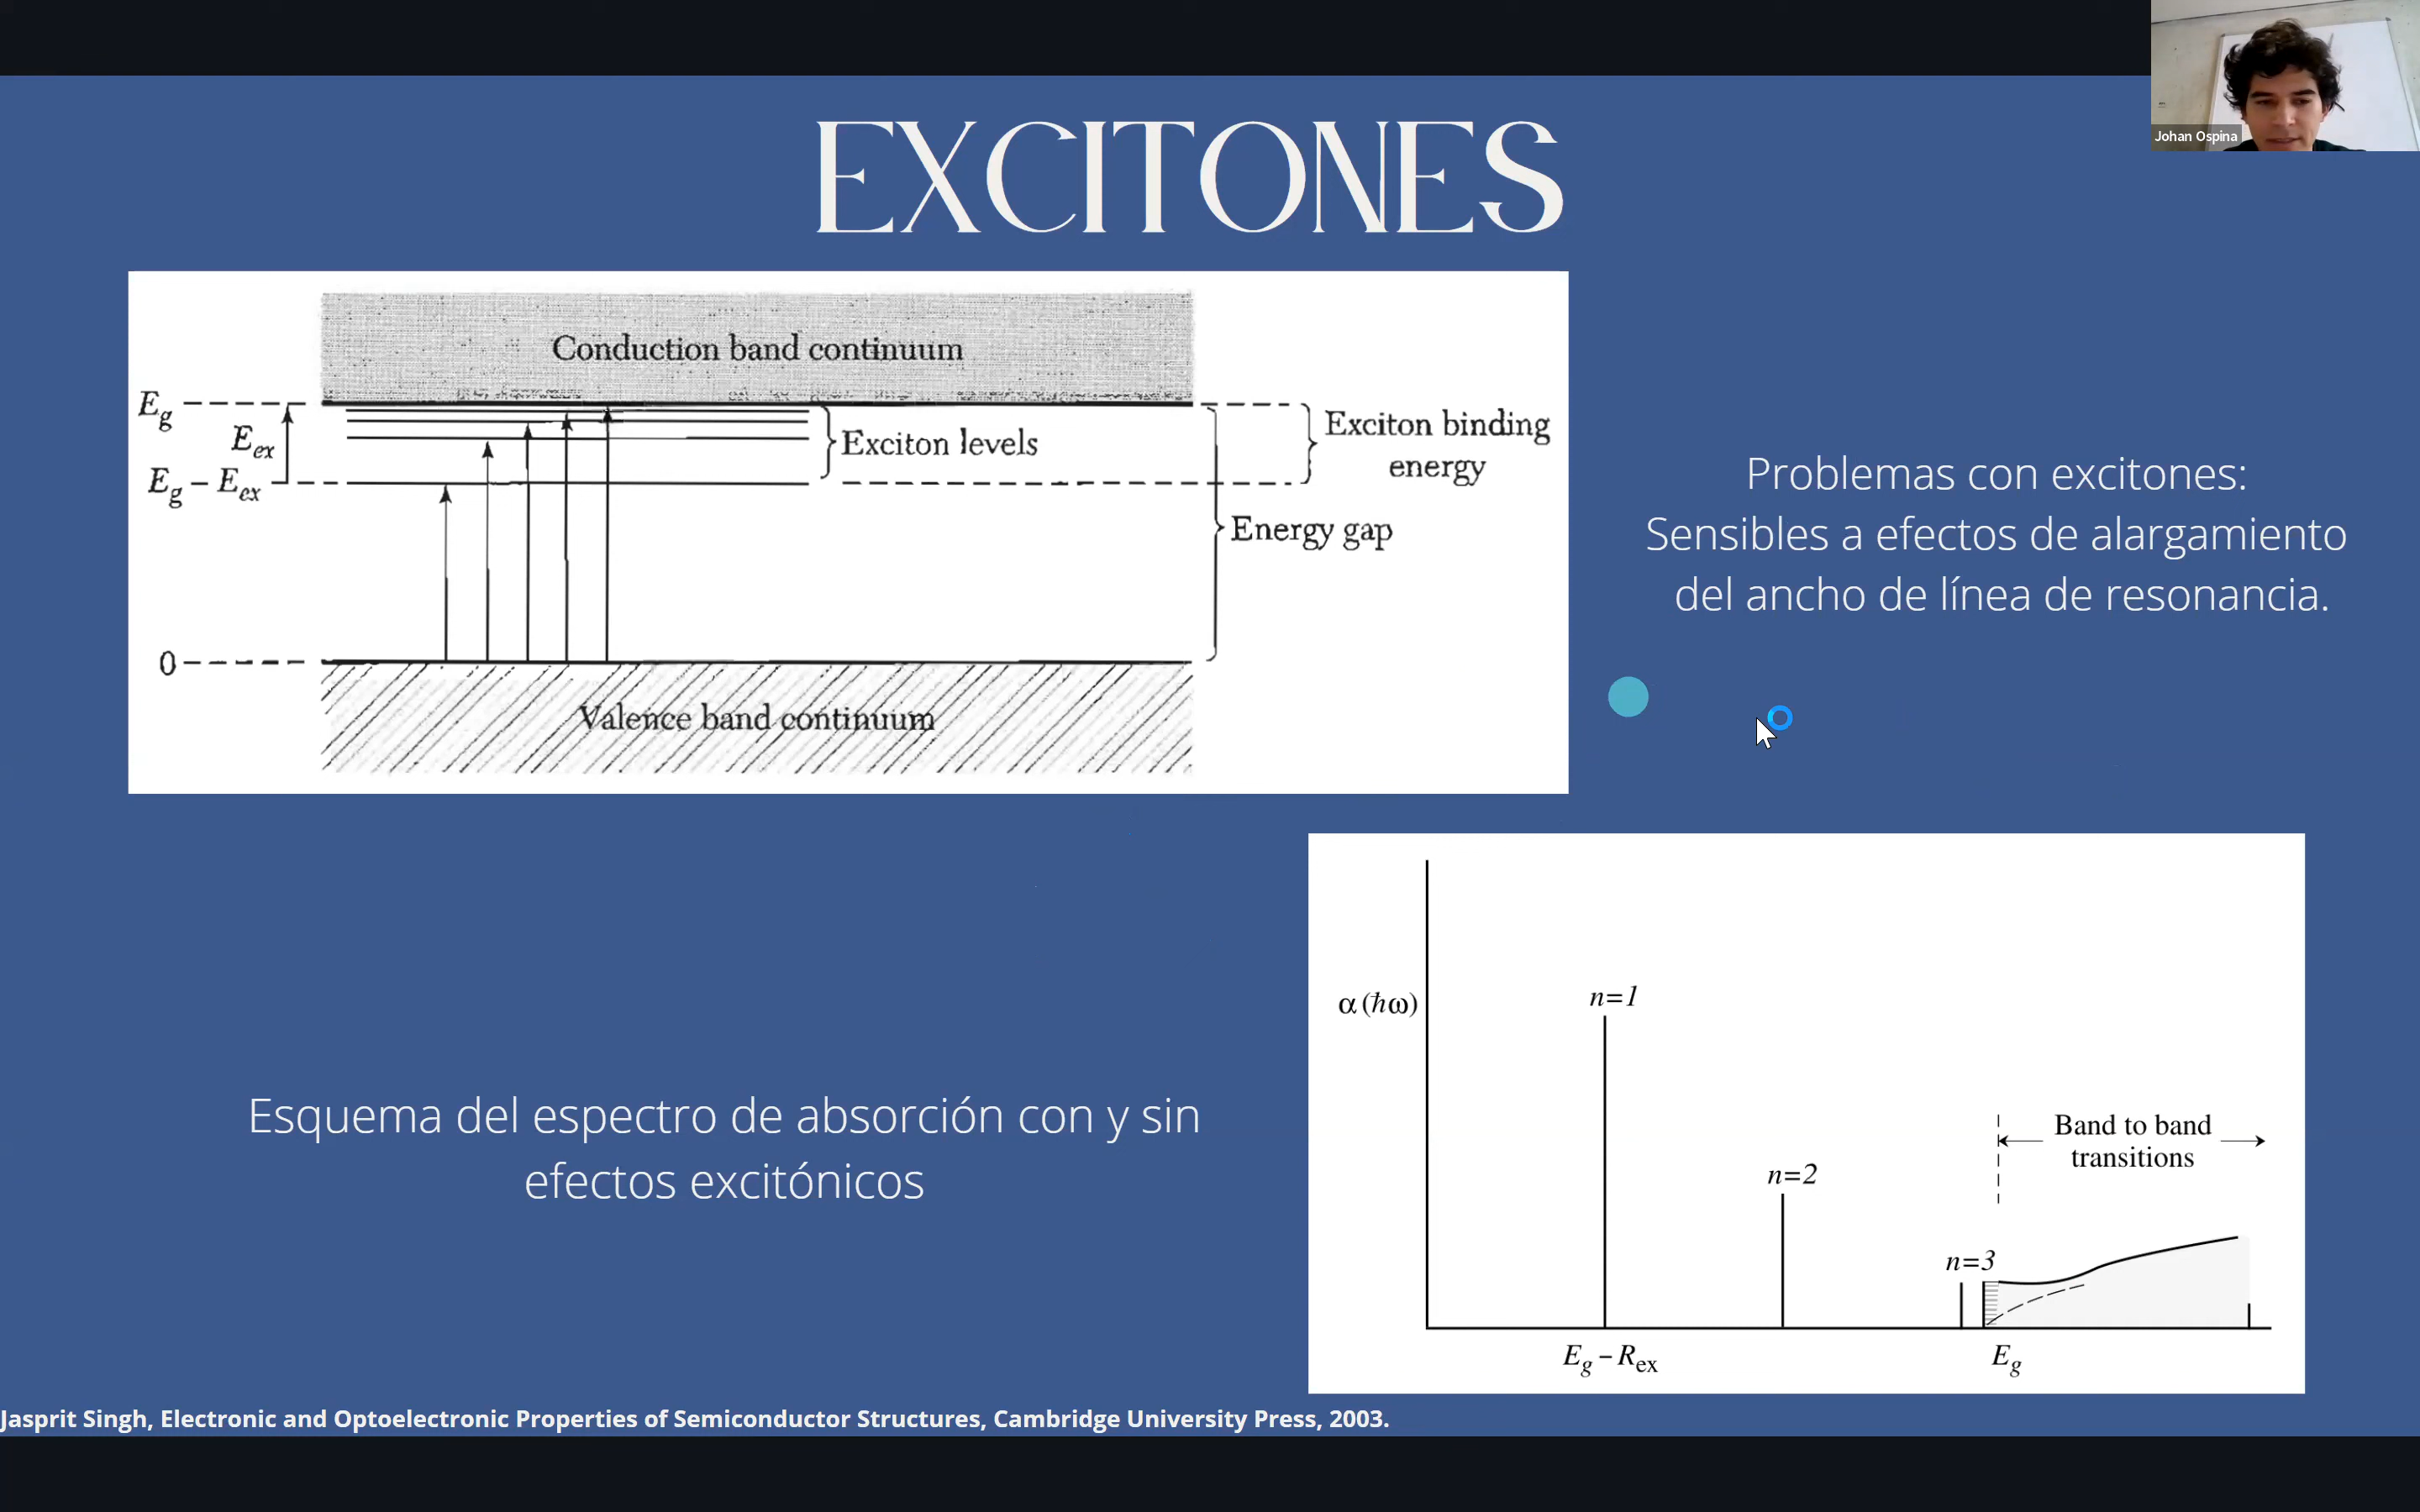 Johan Ospina
EXCITONES
Conduction band continuum
E_g
E_ex
E_g − E_ex
Exciton levels
Exciton binding
energy
Energy gap
0
Valence band continuum
Problemas con excitones:
Sensibles a efectos de alargamiento
del ancho de línea de resonancia.
Esquema del espectro de absorción con y sin
efectos excitónicos
α (ħω)
n=1
n=2
n=3
Band to band
transitions
E_g − R_ex
E_g
Jasprit Singh, Electronic and Optoelectronic Properties of Semiconductor Structures, Cambridge University Press, 2003.